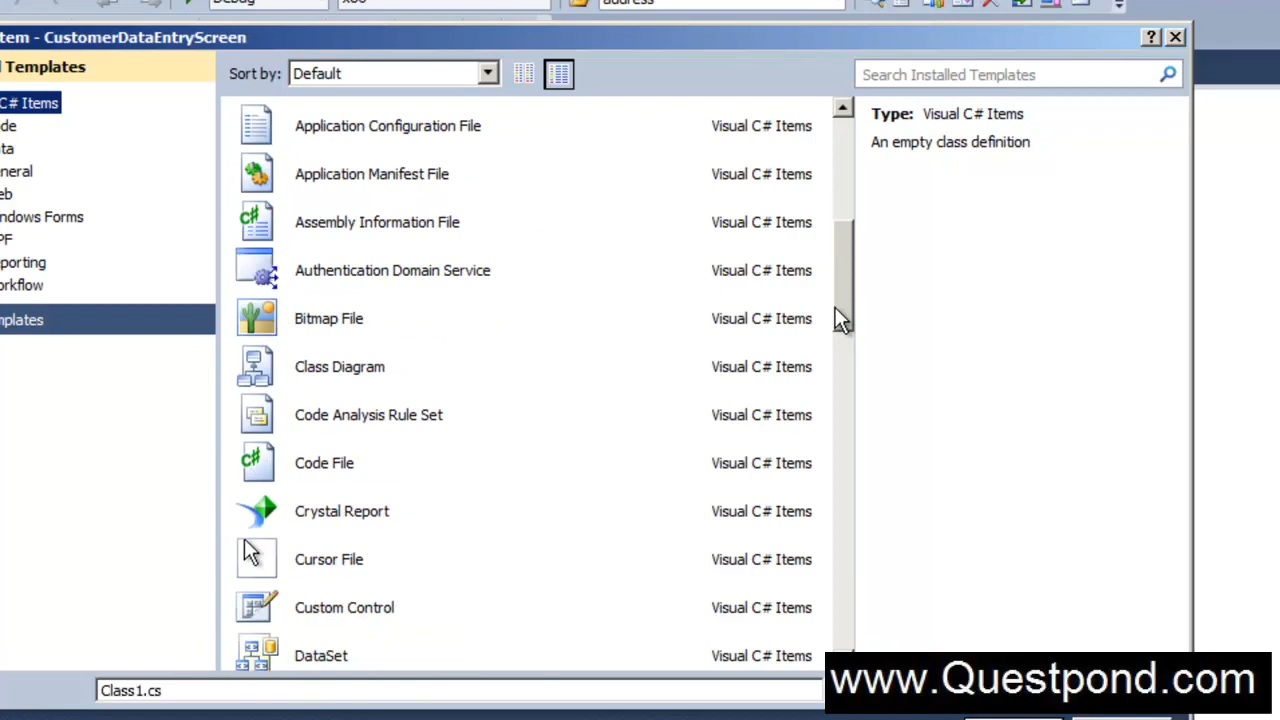 address
tem - CustomerDataEntryScreen
l Templates
Sort by: Default
Search Installed Templates
C# Items
de
ta
eneral
eb
ndows Forms
PF
eporting
orkflow
mplates
Application Configuration File Visual C# Items
Application Manifest File Visual C# Items
Assembly Information File Visual C# Items
Authentication Domain Service Visual C# Items
Bitmap File Visual C# Items
Class Diagram Visual C# Items
Code Analysis Rule Set Visual C# Items
Code File Visual C# Items
Crystal Report Visual C# Items
Cursor File Visual C# Items
Custom Control Visual C# Items
DataSet Visual C# Items
Type: Visual C# Items
An empty class definition
Class1.cs
www.Questpond.com